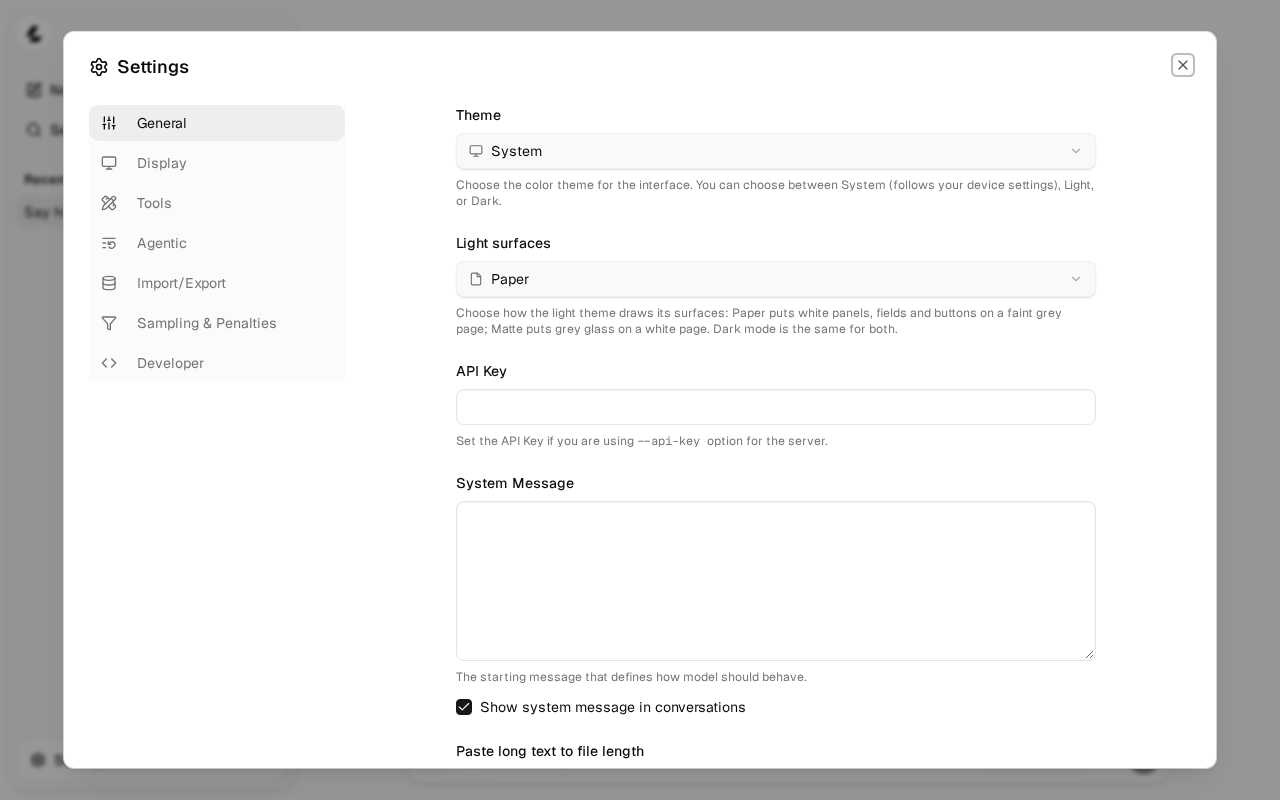 Settings
General
Display
Tools
Agentic
Import/Export
Sampling & Penalties
Developer
Theme
System
Choose the color theme for the interface. You can choose between System (follows your device settings), Light,
or Dark.
Light surfaces
Paper
Choose how the light theme draws its surfaces: Paper puts white panels, fields and buttons on a faint grey
page; Matte puts grey glass on a white page. Dark mode is the same for both.
API Key
Set the API Key if you are using --api-key option for the server.
System Message
The starting message that defines how model should behave.
Show system message in conversations
Paste long text to file length